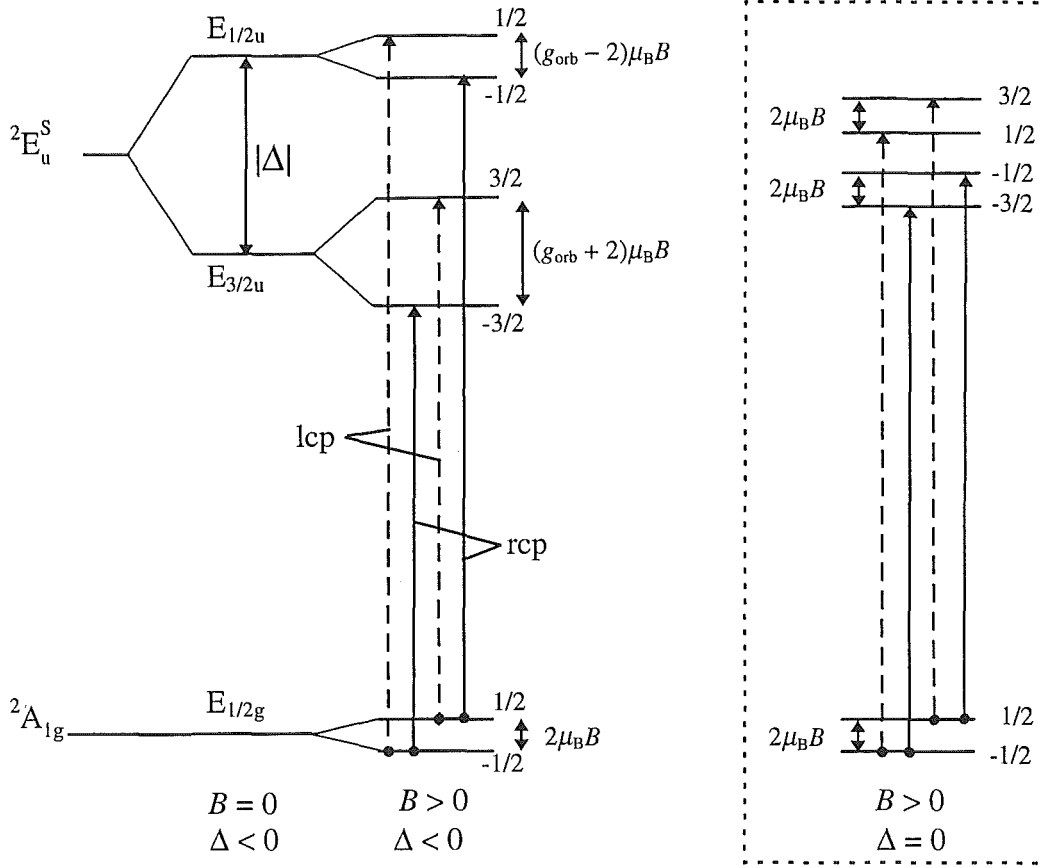 1/2
E1/2u
(gorb − 2)μBB
-1/2
²EuS
|Δ|
3/2
(gorb + 2)μBB
E3/2u
-3/2
lcp
rcp
²A1g
E1/2g
1/2
2μBB
-1/2
B = 0
B > 0
Δ < 0
Δ < 0
3/2
2μBB
1/2
-1/2
2μBB
-3/2
1/2
2μBB
-1/2
B > 0
Δ = 0